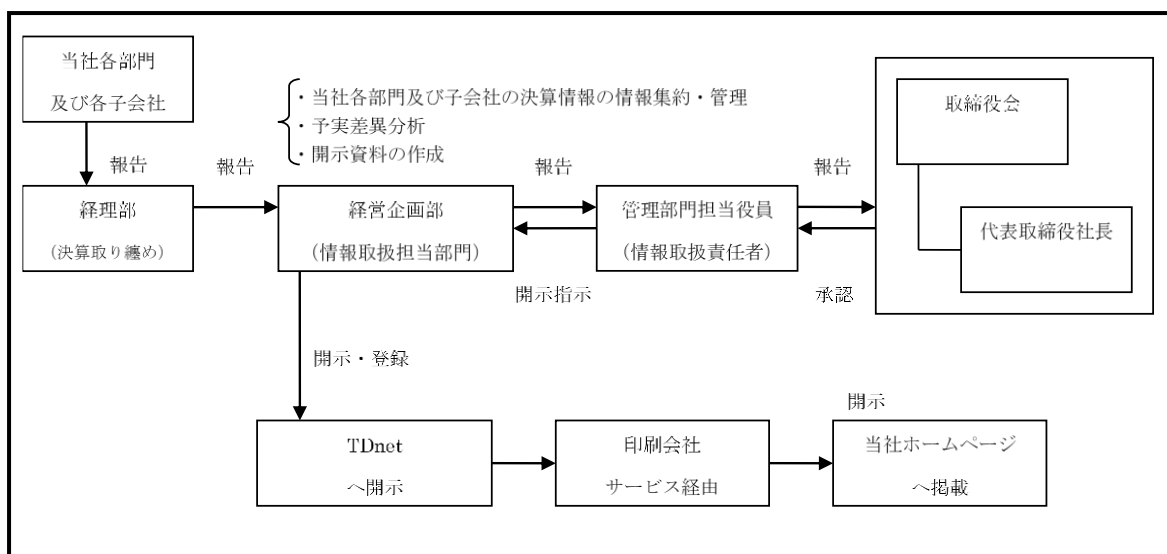 当社各部門
及び各子会社
・当社各部門及び子会社の決算情報の情報集約・管理
・予実差異分析
・開示資料の作成
取締役会
代表取締役社長
報告
報告
報告
報告
経理部
（決算取り纏め）
経営企画部
（情報取扱担当部門）
管理部門担当役員
（情報取扱責任者）
開示指示
承認
開示・登録
開示
TDnet
へ開示
印刷会社
サービス経由
当社ホームページ
へ掲載